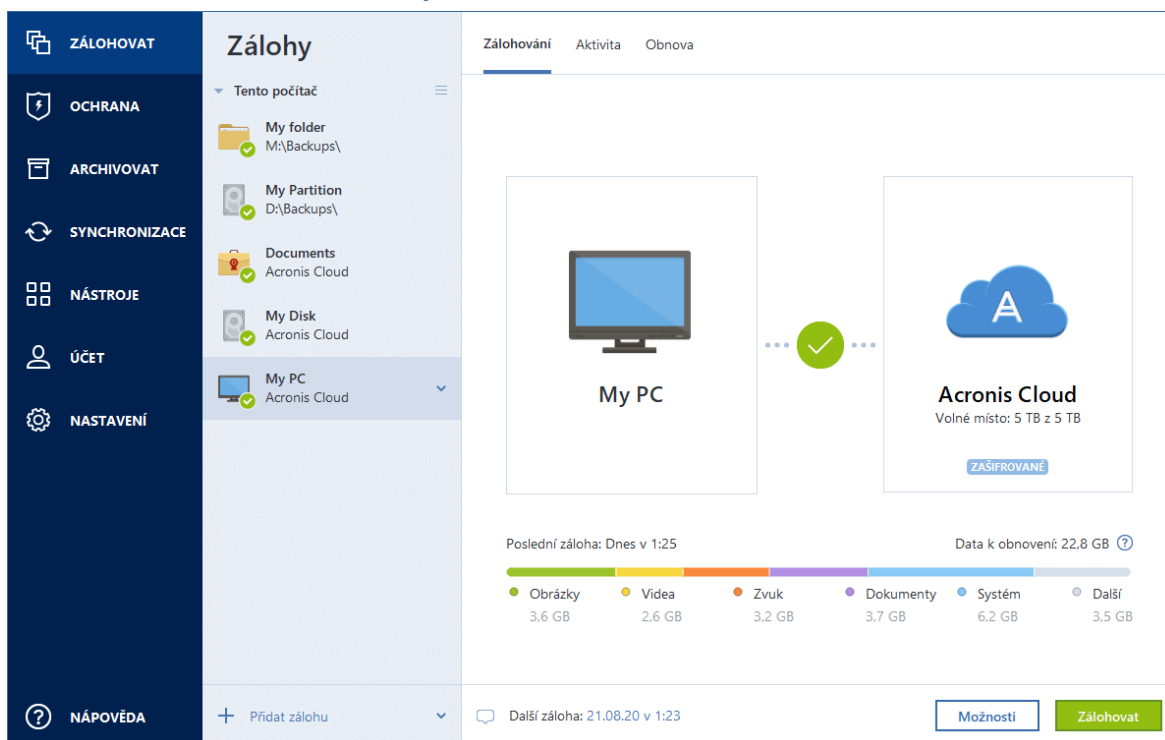 ZÁLOHOVAT
OCHRANA
ARCHIVOVAT
SYNCHRONIZACE
NÁSTROJE
ÚČET
NASTAVENÍ
NÁPOVĚDA
Zálohy
Tento počítač
My folder
M:\Backups\
My Partition
D:\Backups\
Documents
Acronis Cloud
My Disk
Acronis Cloud
My PC
Acronis Cloud
Přidat zálohu
Zálohování Aktivita Obnova
My PC
A
Acronis Cloud
Volné místo: 5 TB z 5 TB
ZAŠIFROVANÉ
Poslední záloha: Dnes v 1:25 Data k obnovení: 22,8 GB ?
Obrázky Videa Zvuk Dokumenty Systém Další
3,6 GB 2,6 GB 3,2 GB 3,7 GB 6,2 GB 3,5 GB
Další záloha: 21.08.20 v 1:23 Možnosti Zálohovat